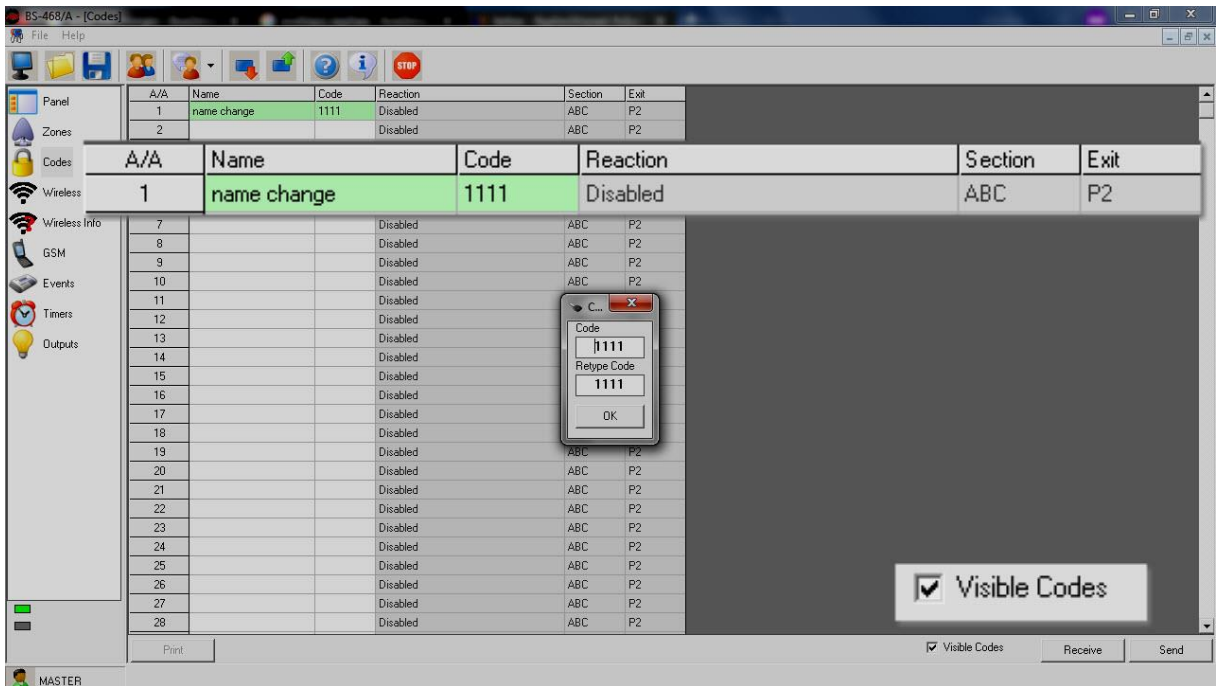 BS-468/A - [Codes]
File Help
STOP
Panel
Zones
Codes
Wireless
Wireless Info
GSM
Events
Timers
Outputs
A/A Name Code Reaction Section Exit
1 name change 1111 Disabled ABC P2
2 Disabled ABC P2
A/A Name Code Reaction Section Exit
1 name change 1111 Disabled ABC P2
7 Disabled ABC P2
8 Disabled ABC P2
9 Disabled ABC P2
10 Disabled ABC P2
11 Disabled
12 Disabled
13 Disabled
14 Disabled
15 Disabled
16 Disabled
17 Disabled
18 Disabled
19 Disabled ABC P2
20 Disabled ABC P2
21 Disabled ABC P2
22 Disabled ABC P2
23 Disabled ABC P2
24 Disabled ABC P2
25 Disabled ABC P2
26 Disabled ABC P2
27 Disabled ABC P2
28 Disabled ABC P2
C...
Code
1111
Retype Code
1111
OK
Visible Codes
Print
Visible Codes
Receive
Send
MASTER